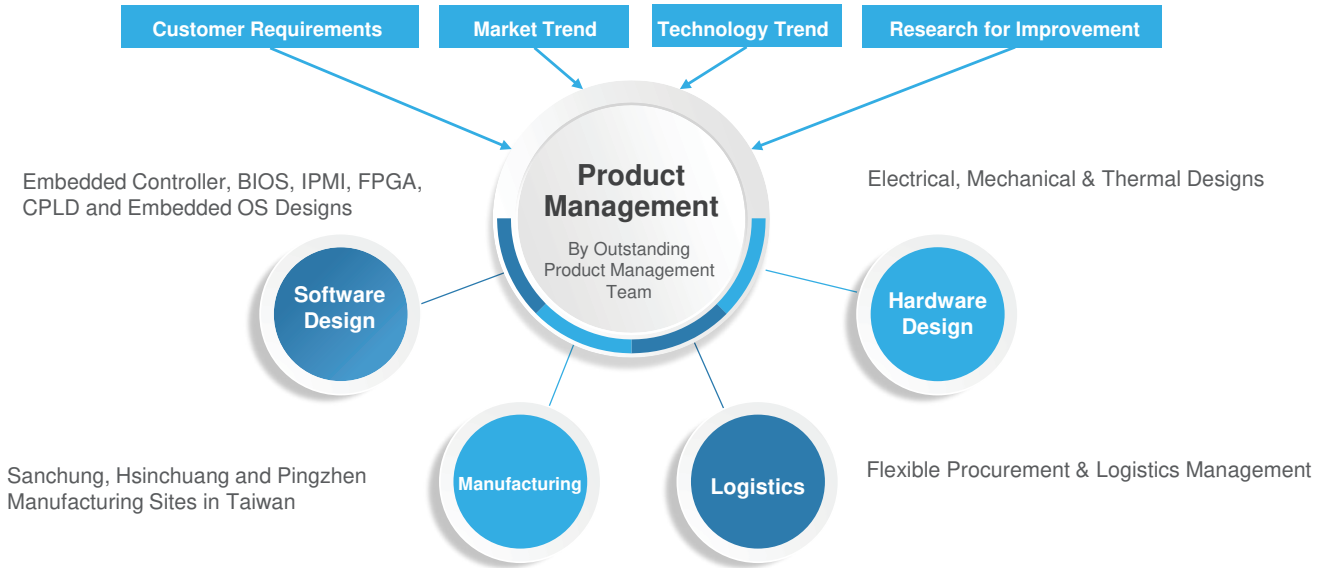 Customer Requirements
Market Trend
Technology Trend
Research for Improvement
Product
Management
By Outstanding
Product Management
Team
Embedded Controller, BIOS, IPMI, FPGA,
CPLD and Embedded OS Designs
Electrical, Mechanical & Thermal Designs
Software
Design
Hardware
Design
Sanchung, Hsinchuang and Pingzhen
Manufacturing Sites in Taiwan
Manufacturing
Logistics
Flexible Procurement & Logistics Management